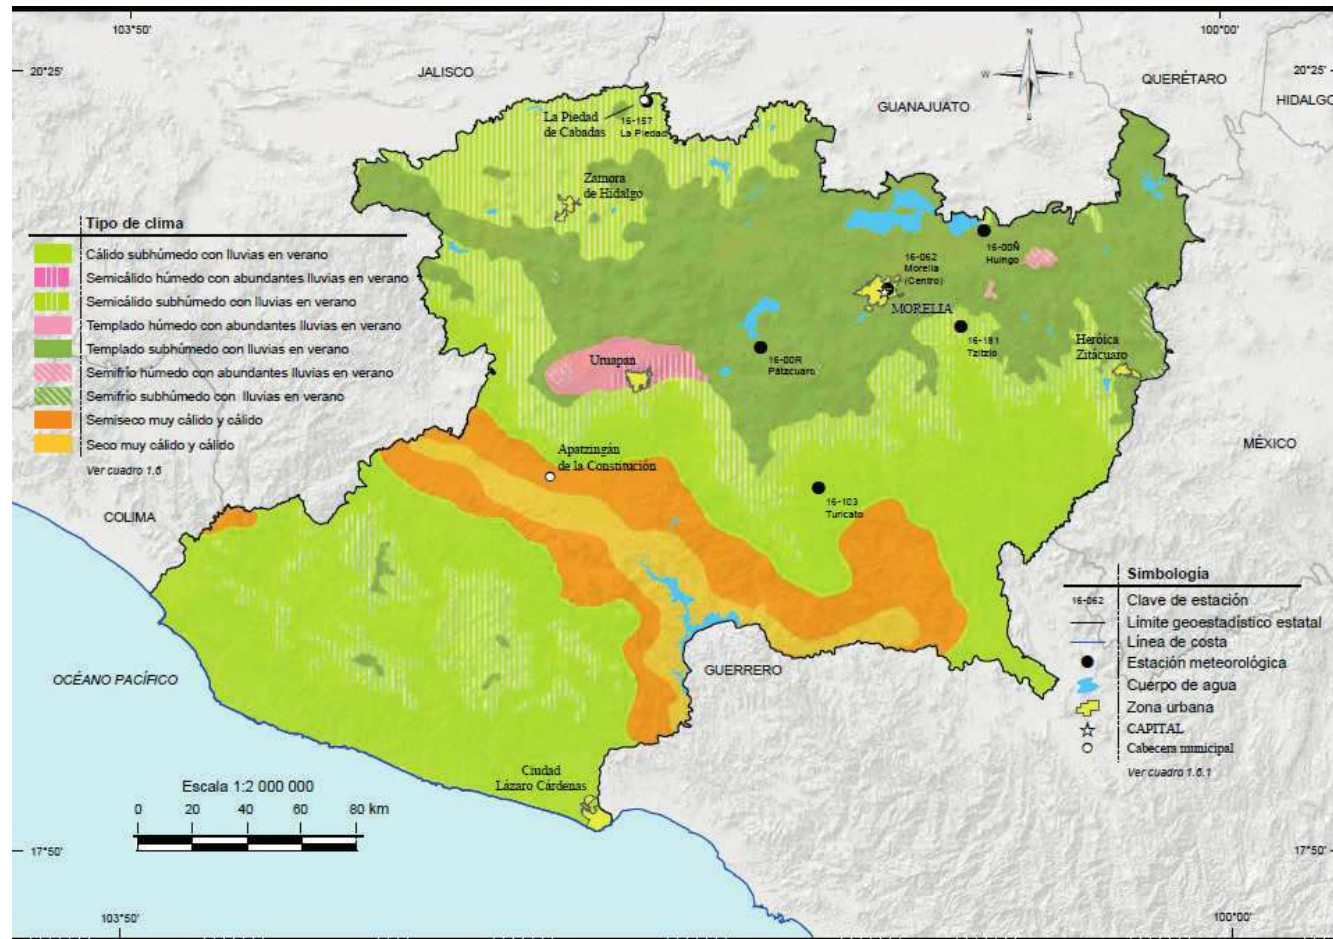 103°50'
100°00'
20°25'
20°25'
JALISCO
QUERÉTARO
HIDALGO
GUANAJUATO
N
W
E
La Piedad
de Cabadas
16-157
La Piedad
Zamora
de Hidalgo
16-00Ñ
Huingo
16-062
Morelia
(Centro)
MORELIA
16-181
Tzitzio
Heróica
Zitácuaro
16-00R
Pátzcuaro
Uruapan
Apatzingán
de la Constitución
16-103
Turicato
MÉXICO
COLIMA
GUERRERO
OCÉANO PACÍFICO
Ciudad
Lázaro Cárdenas
Tipo de clima
Cálido subhúmedo con lluvias en verano
Semicálido húmedo con abundantes lluvias en verano
Semicálido subhúmedo con lluvias en verano
Templado húmedo con abundantes lluvias en verano
Templado subhúmedo con lluvias en verano
Semifrío húmedo con abundantes lluvias en verano
Semifrío subhúmedo con lluvias en verano
Semiseco muy cálido y cálido
Seco muy cálido y cálido
Ver cuadro 1.6
Simbología
16-062 Clave de estación
Límite geoestadístico estatal
Línea de costa
Estación meteorológica
Cuerpo de agua
Zona urbana
CAPITAL
Cabecera municipal
Ver cuadro 1.6.1
Escala 1:2 000 000
0 20 40 60 80 km
17°50'
17°50'
103°50'
100°00'